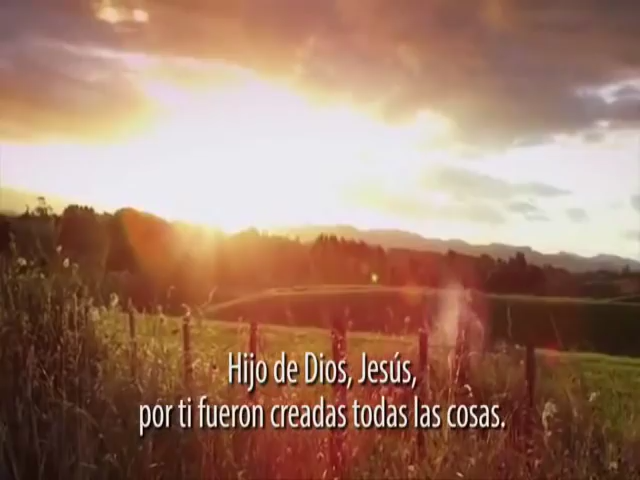 Hijo de Dios, Jesús,
por ti fueron creadas todas las cosas.